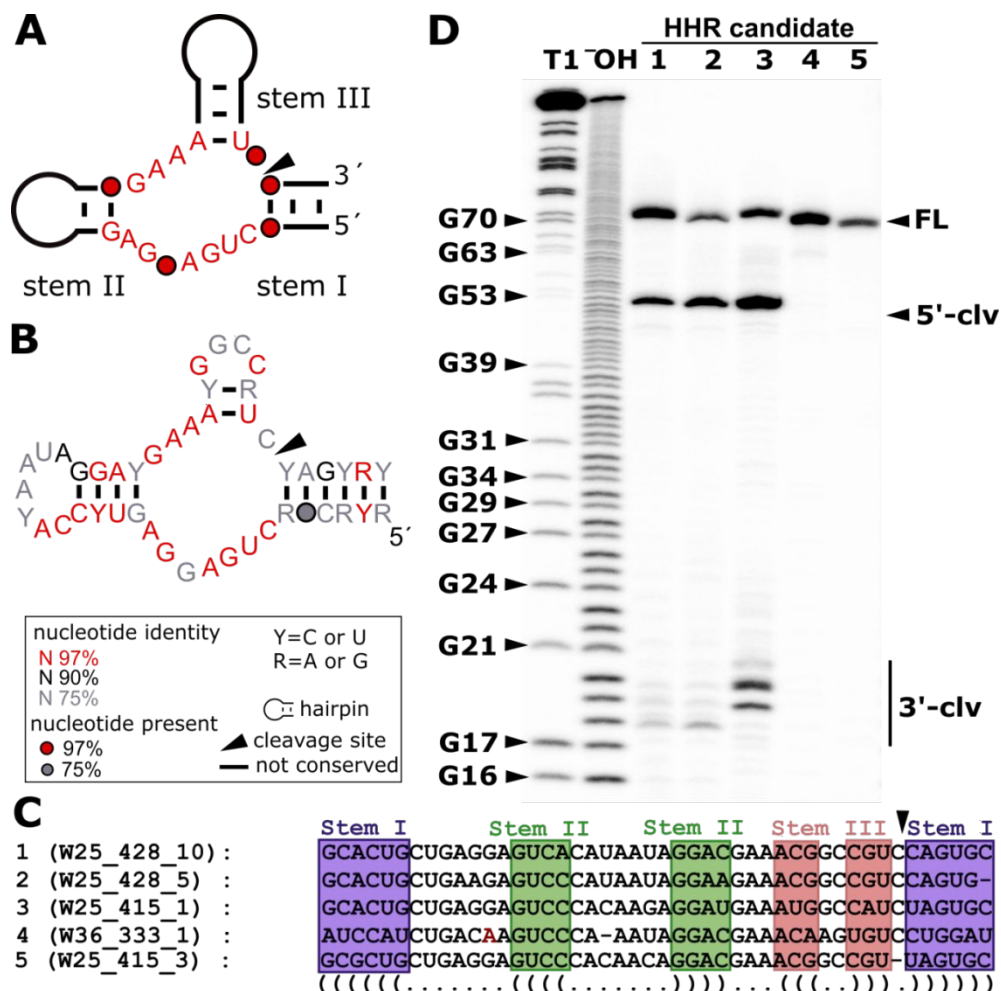 A
stem III
A U
A
A
G
3´
5´
GAG AGUC
stem II
stem I
B
G G C C
Y R
A U
G A A A
C
U A G G A Y
A
A
Y A C C Y U G
A G G A G U C
Y A G Y R Y
R C R Y R
5´
nucleotide identity
N 97%
N 90%
N 75%
nucleotide present
97%
75%
Y=C or U
R=A or G
hairpin
cleavage site
not conserved
D
HHR candidate
T1 ⁻OH 1 2 3 4 5
G70
G63
G53
G39
G31
G34
G29
G27
G24
G21
G17
G16
FL
5'-clv
3'-clv
C
Stem I Stem II Stem II Stem III Stem I
1 (W25_428_10) : GCACUGCUGAGGAGUCACAUAAUAGGACGAAACGGCCGUCCAGUGC
2 (W25_428_5) : GCACUGCUGAAGAGUCCCAUAAUAGGAAGAAACGGCCGUCCAGUG-
3 (W25_415_1) : GCACUGCUGAGGAGUCCCACAAGAGGAUGAAAUGGCCAUCUAGUGC
4 (W36_333_1) : AUCCAUCUGACAAGUCCCA-AAUAGGACGAAACAAGUGUCCUGGAU
5 (W25_415_3) : GCGCUGCUGAGGAGUCCCACAACAGGACGAAACGGCCGU-UAGUGC
((((((.......((((.......))))...(((..))).))))))